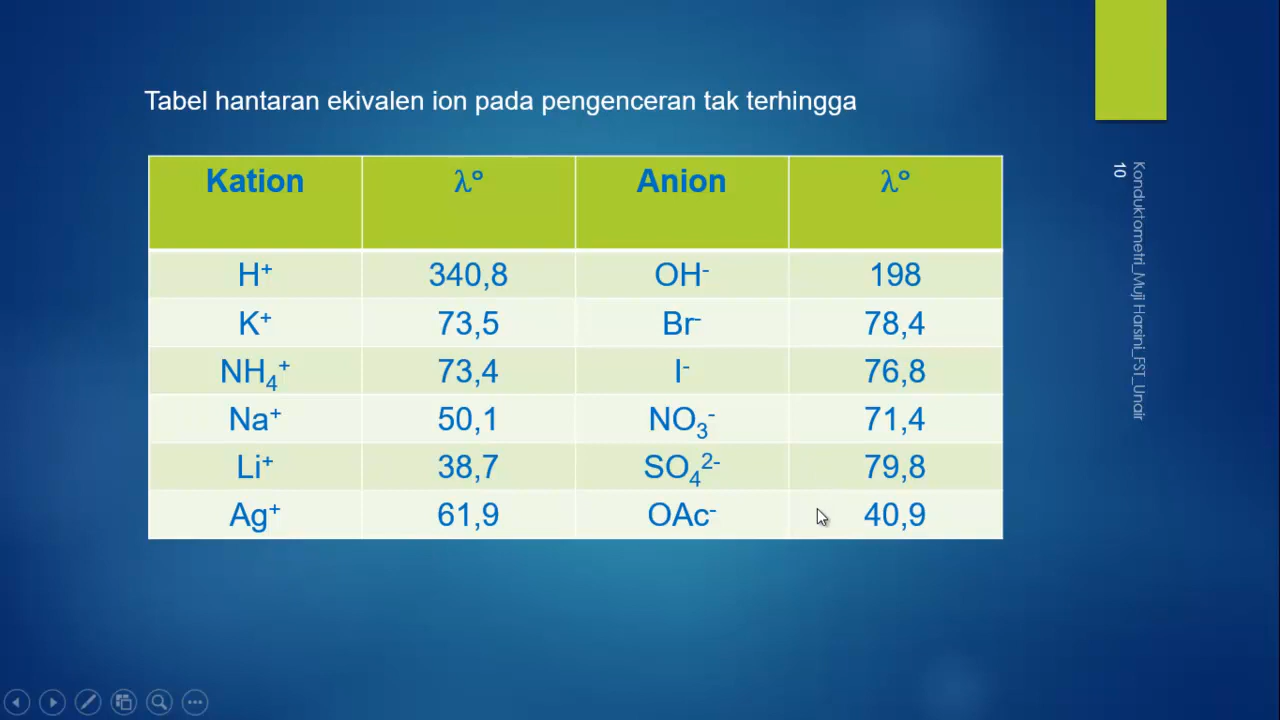 Tabel hantaran ekivalen ion pada pengenceran tak terhingga
Kation λ° Anion λ°
H⁺ 340,8 OH⁻ 198
K⁺ 73,5 Br⁻ 78,4
NH₄⁺ 73,4 I⁻ 76,8
Na⁺ 50,1 NO₃⁻ 71,4
Li⁺ 38,7 SO₄²⁻ 79,8
Ag⁺ 61,9 OAc⁻ 40,9
Konduktometri_Muji Harsini_FST_Unair
10